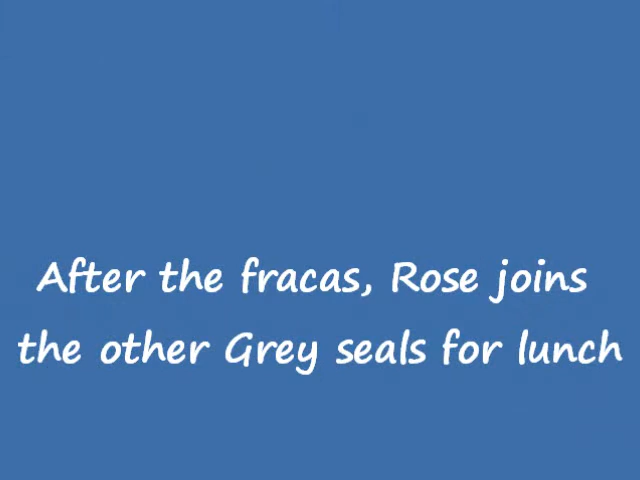 After the fracas, Rose joins
the other Grey seals for lunch